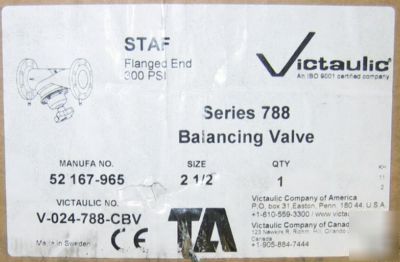 STAF
Flanged End
300 PSI
Victaulic
An ISO 9001 certified company
Series 788
Balancing Valve
MANUFA NO.
SIZE
QTY
52 167-965
2 1/2
1
VICTAULIC NO.
V-024-788-CBV
Made in Sweden
CE
TA
Victaulic Company of America
P.O. box 31, Easton, Penn. 180 44. U.S.A.
+1-610-559-3300 / www.victaulic
Victaulic Company of Canada
Canada
+1-905-884-7444